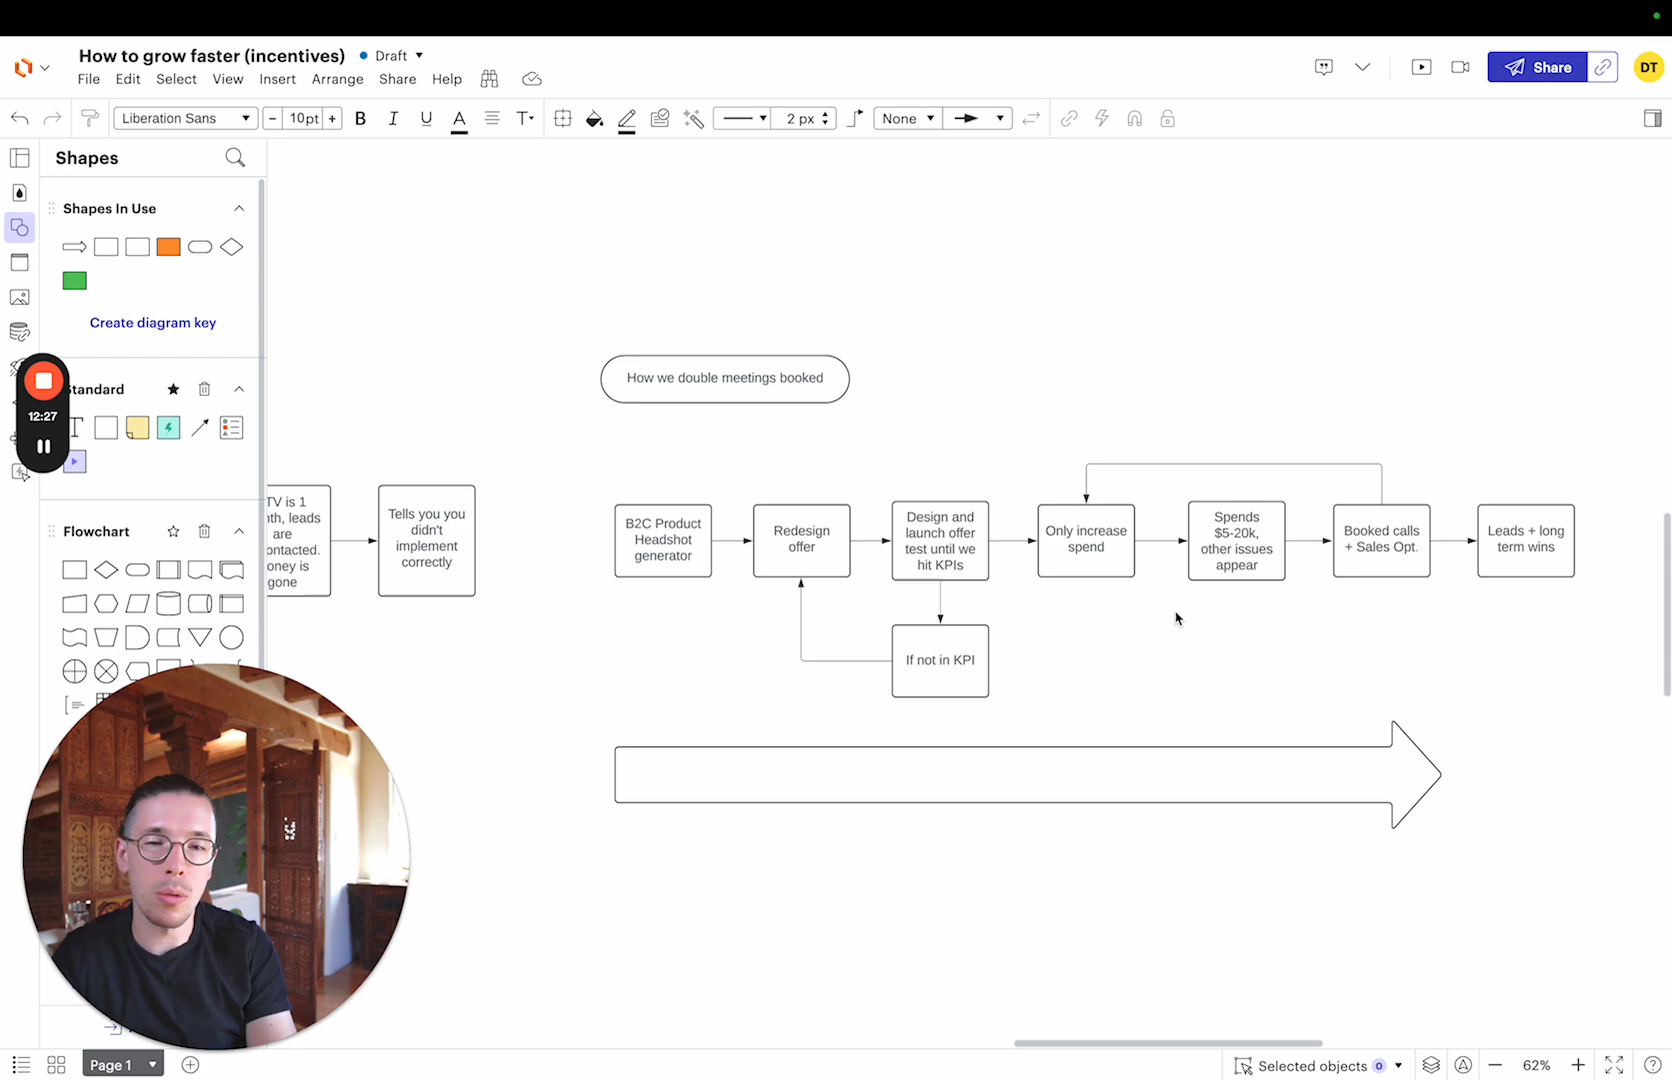 How to grow faster (incentives)
Draft
File Edit Select View Insert Arrange Share Help
Share
DT
Liberation Sans
− 10pt +
B I U A T
2 px
None
Shapes
Shapes In Use
Create diagram key
Standard
T
12:27
Flowchart
How we double meetings booked
TV is 1
nth, leads
are
ontacted.
oney is
gone
Tells you you
didn't
implement
correctly
B2C Product
Headshot
generator
Redesign
offer
Design and
launch offer
test until we
hit KPIs
Only increase
spend
Spends
$5-20k,
other issues
appear
Booked calls
+ Sales Opt.
Leads + long
term wins
If not in KPI
Page 1
Selected objects 0
− 62% +